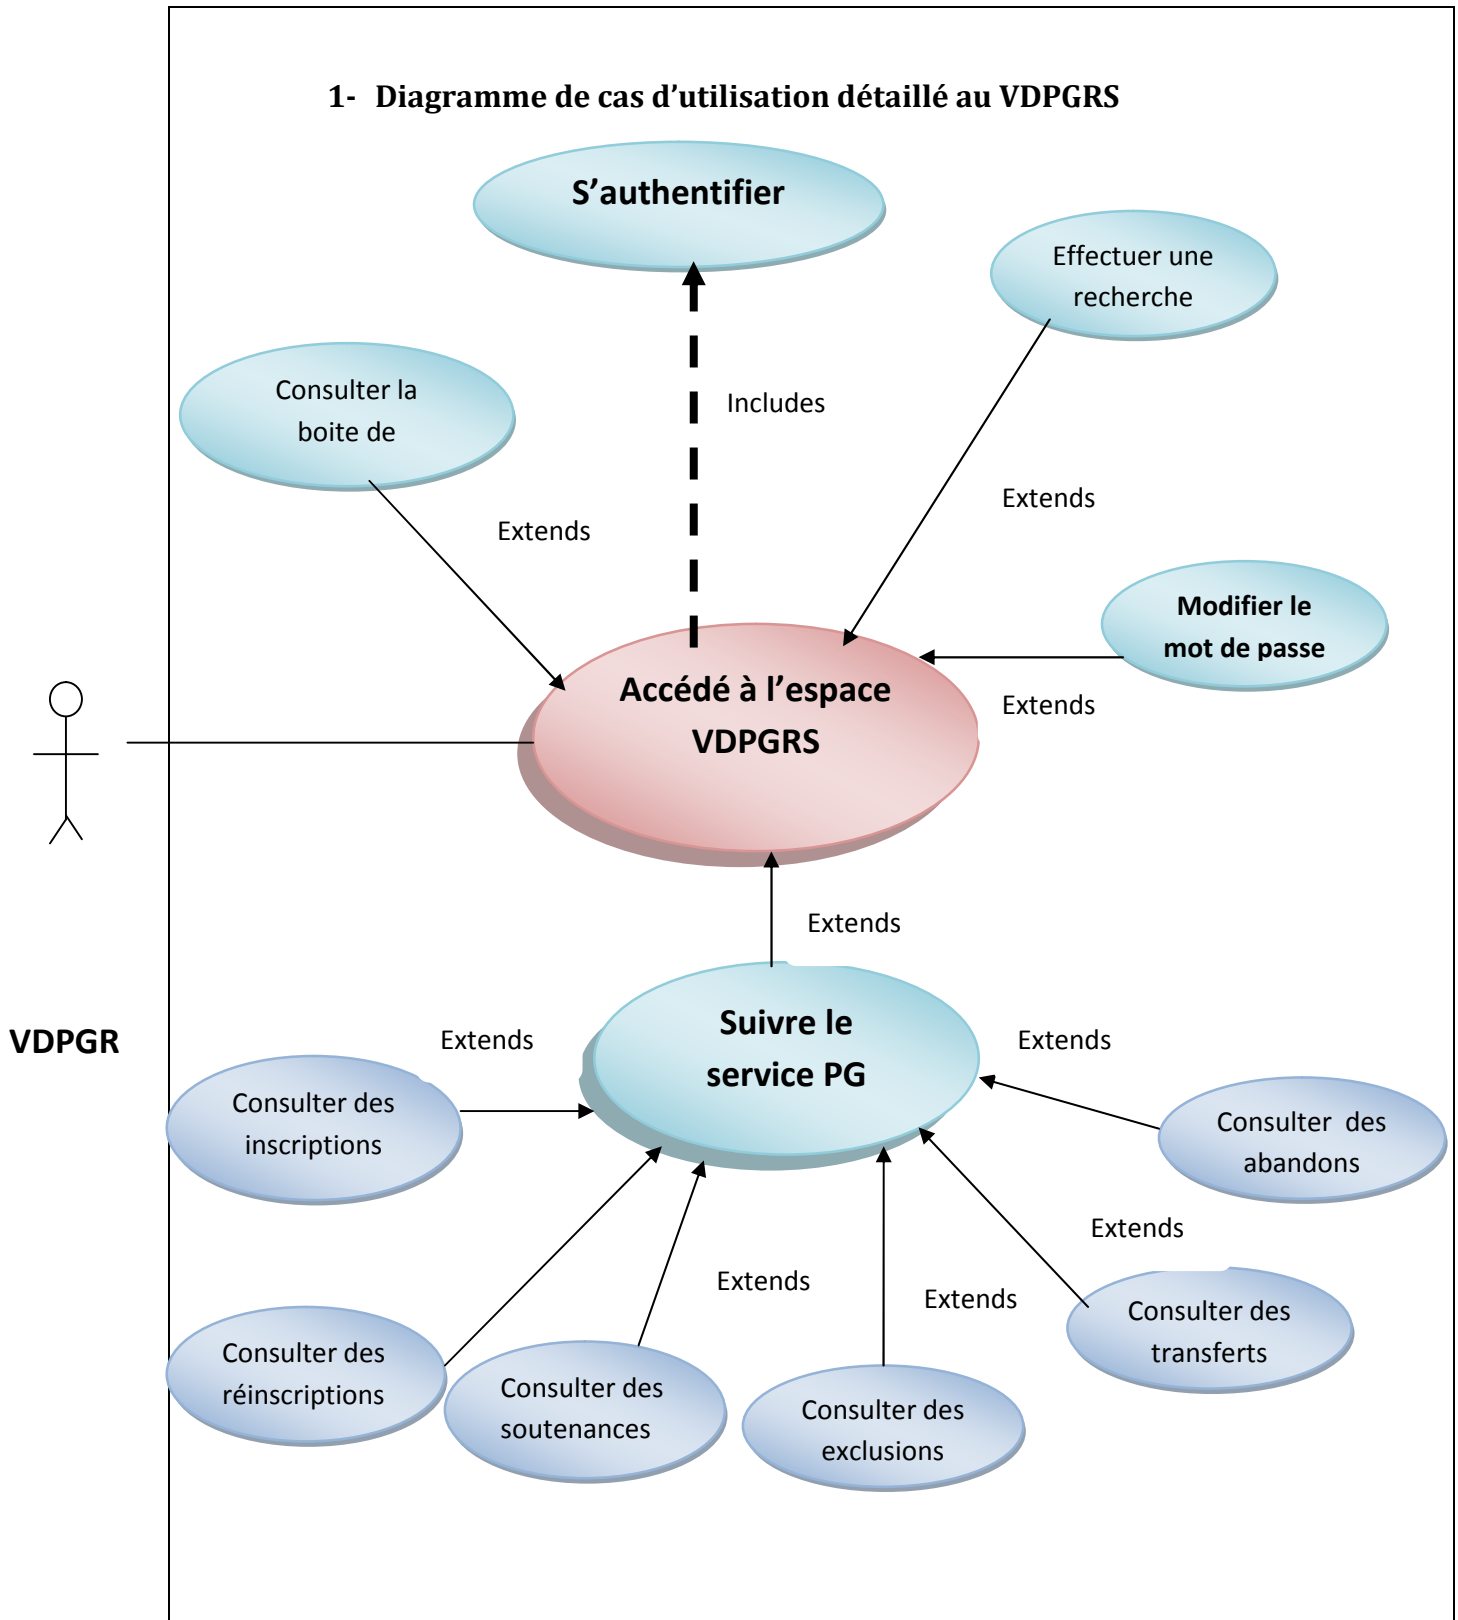 1- Diagramme de cas d'utilisation détaillé au VDPGRS
S'authentifier
Effectuer une
recherche
Consulter la
boite de
Includes
Extends
Extends
Modifier le
mot de passe
Extends
Accédé à l'espace
VDPGRS
Extends
Suivre le
service PG
VDPGR
Extends
Extends
Consulter des
inscriptions
Consulter des
abandons
Extends
Extends
Extends
Consulter des
transferts
Consulter des
réinscriptions
Consulter des
soutenances
Consulter des
exclusions